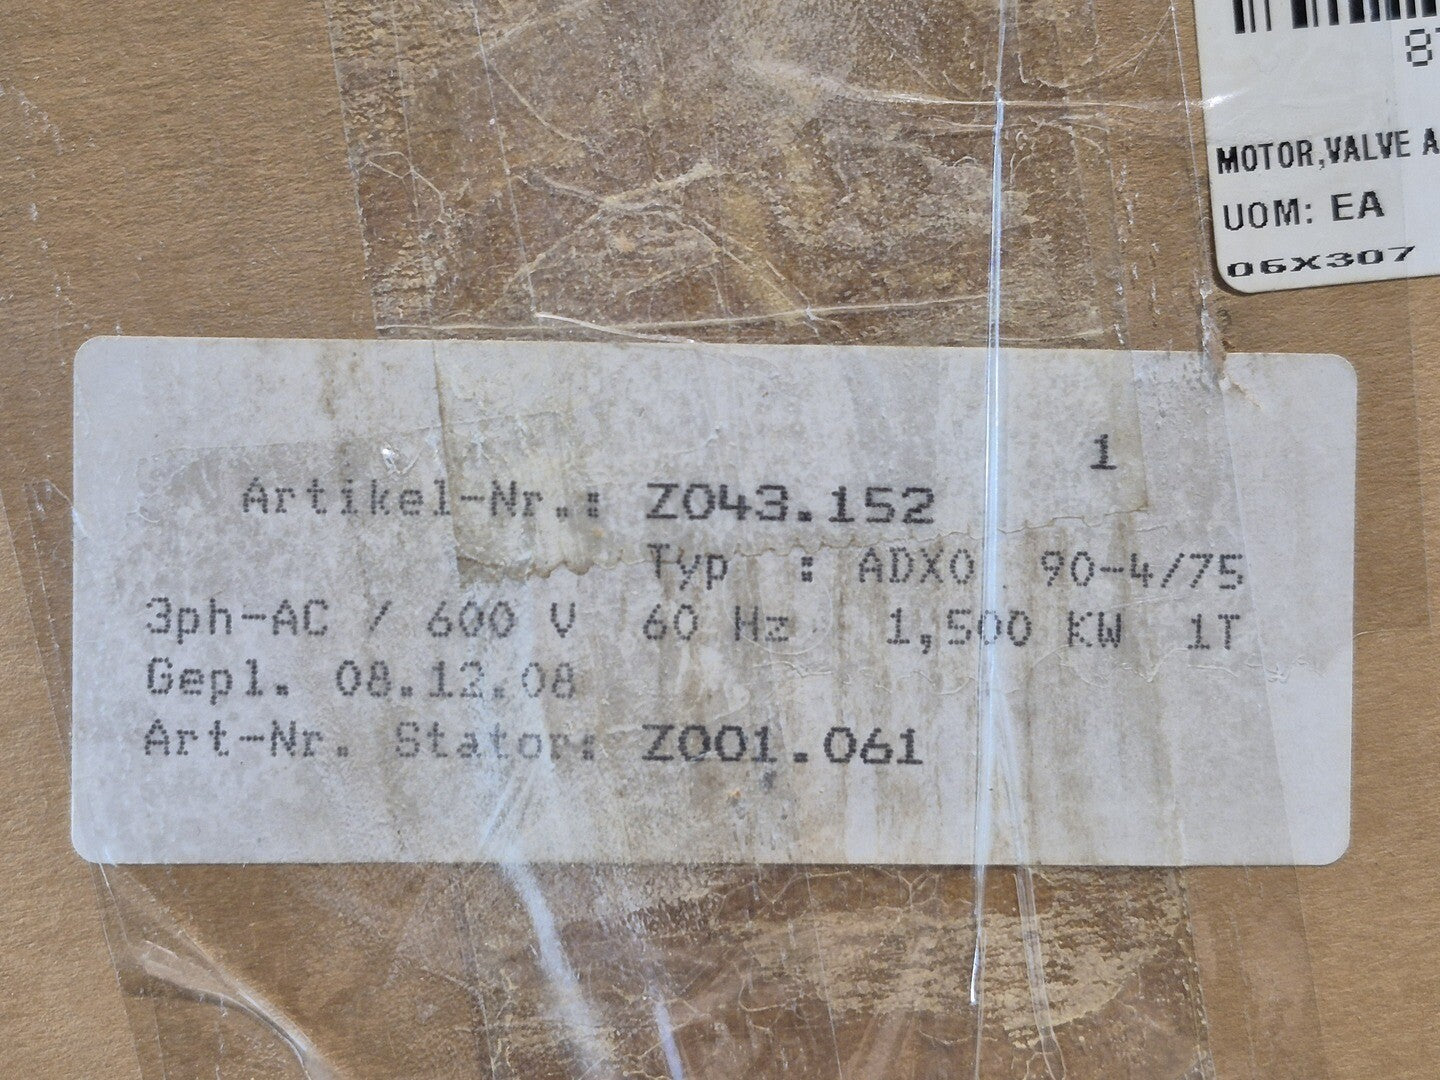 MOTOR,VALVE A
UOM: EA
06X307
1
Artikel-Nr.: Z043.152
Typ : ADX0 90-4/75
3ph-AC / 600 V 60 Hz 1,500 KW 1T
Gepl. 08.12.08
Art-Nr. Stator: Z001.061